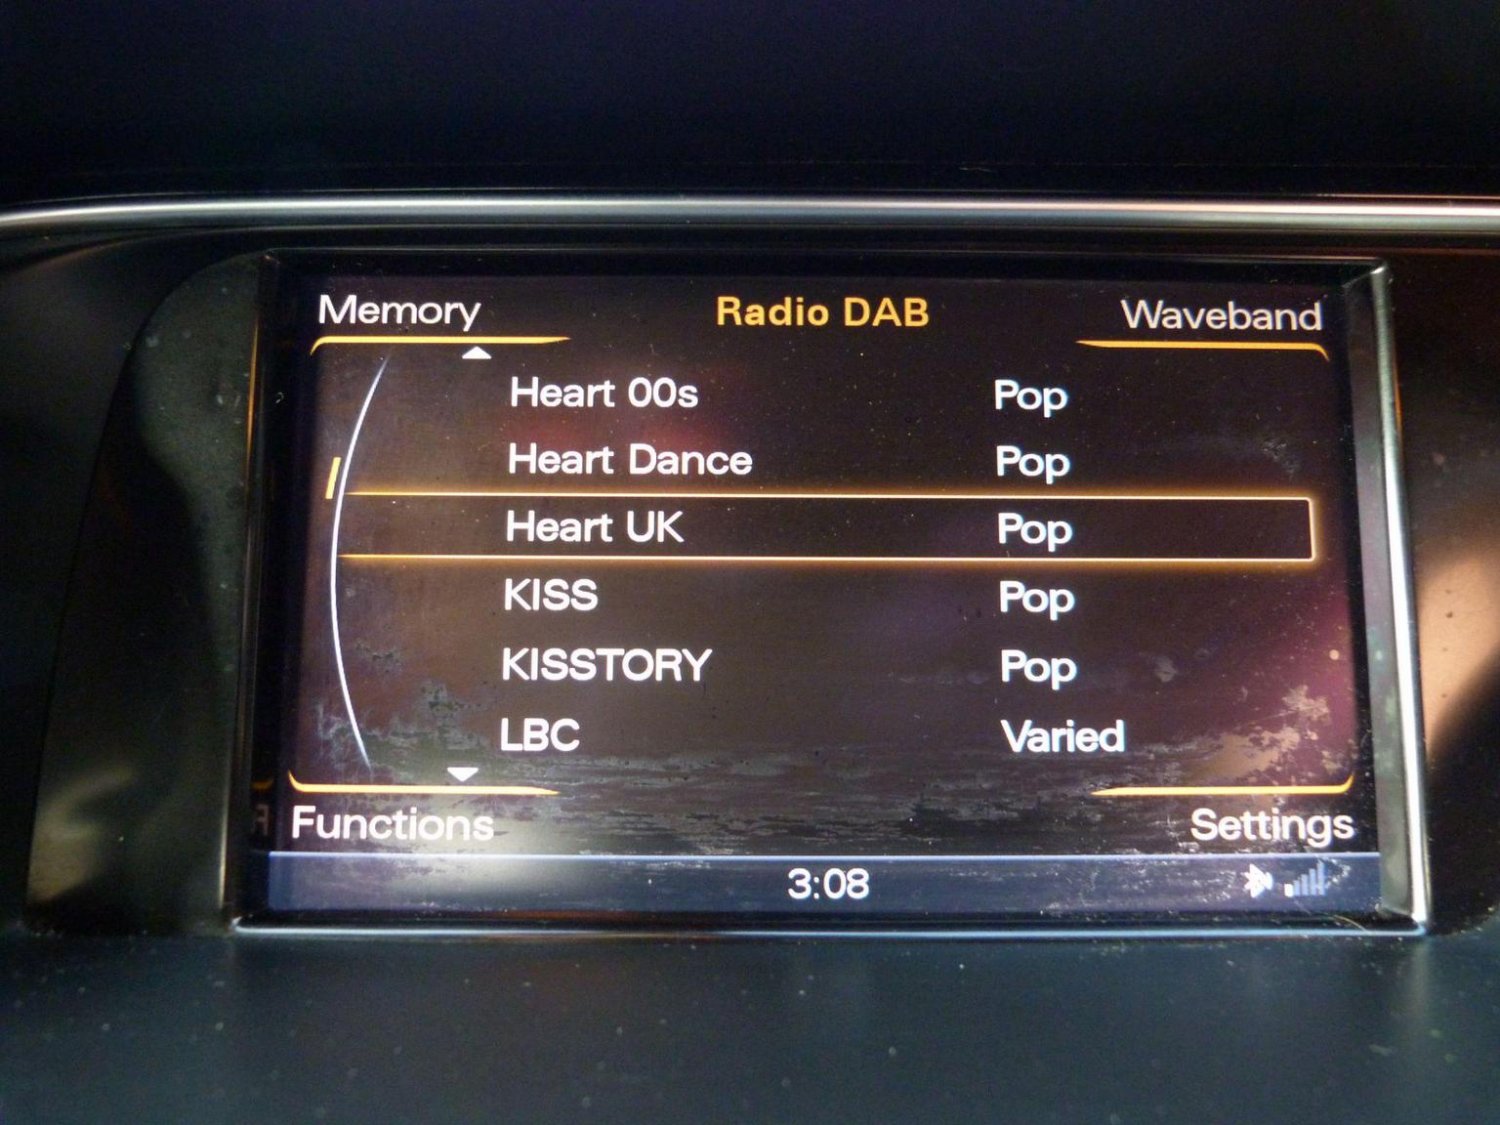 Memory Radio DAB Waveband
Heart 00s Pop
Heart Dance Pop
Heart UK Pop
KISS Pop
KISSTORY Pop
LBC Varied
Functions Settings
3:08